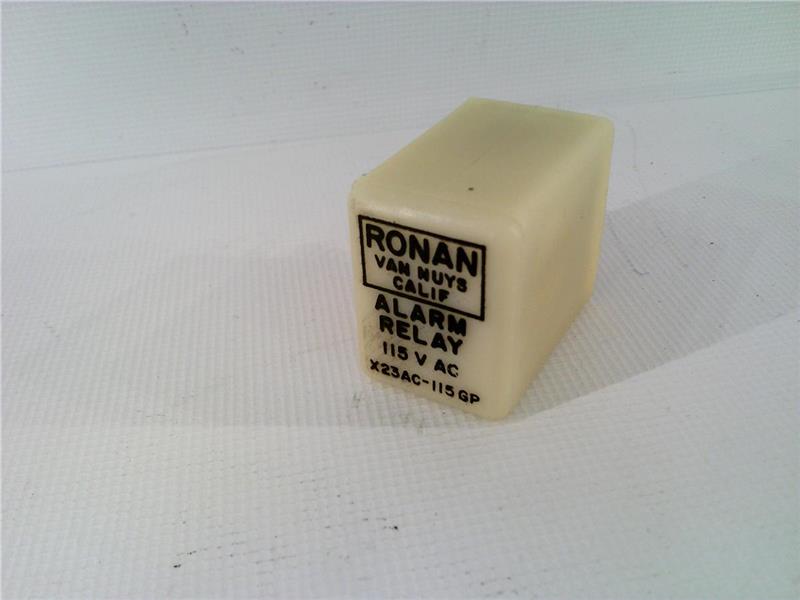 RONAN
VAN NUYS
CALIF
ALARM
RELAY
115 V AC
X23AC-115GP